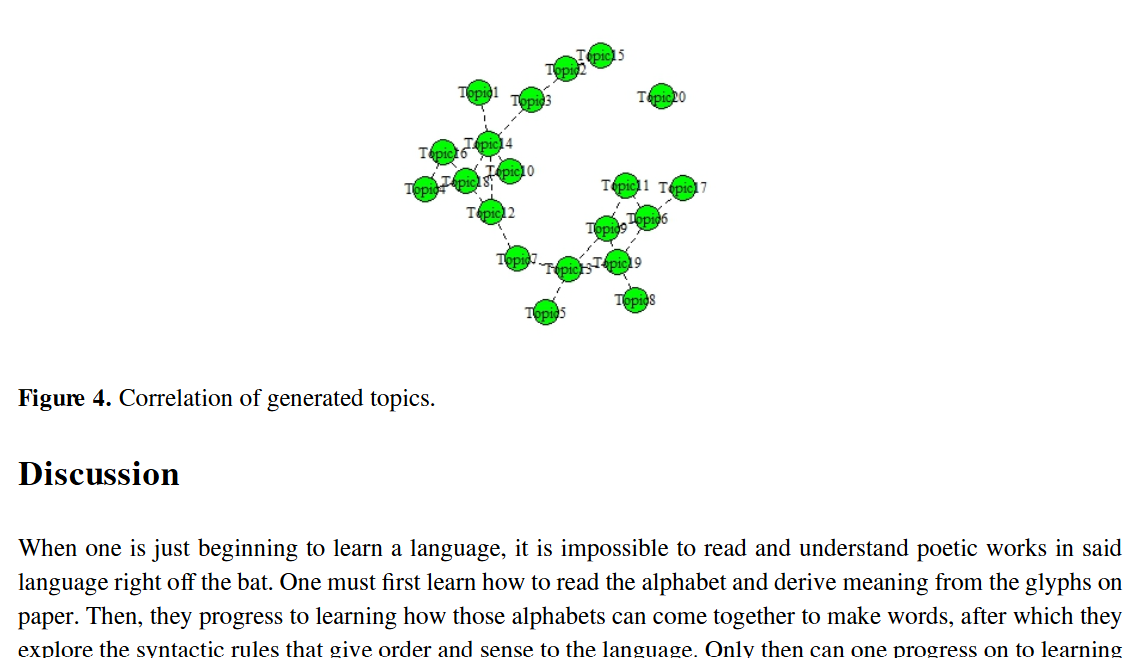 Topic15
Topic2
Topic1
Topic3
Topic20
Topic14
Topic16
Topic10
Topic18
Topic4
Topic11
Topic17
Topic12
Topic6
Topic9
Topic7
Topic13
Topic19
Topic8
Topic5
Figure 4. Correlation of generated topics.
Discussion
When one is just beginning to learn a language, it is impossible to read and understand poetic works in said
language right off the bat. One must first learn how to read the alphabet and derive meaning from the glyphs on
paper. Then, they progress to learning how those alphabets can come together to make words, after which they
explore the syntactic rules that give order and sense to the language. Only then can one progress on to learning